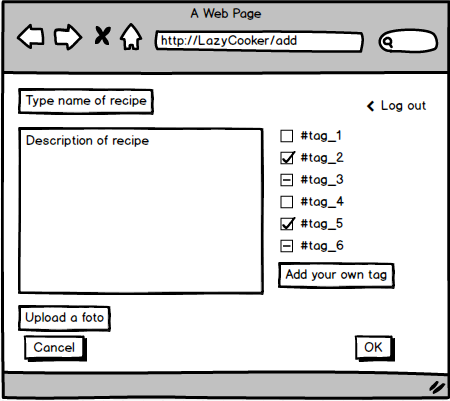 A Web Page
http://LazyCooker/add
Type name of recipe
Log out
Description of recipe
#tag_1
#tag_2
#tag_3
#tag_4
#tag_5
#tag_6
Add your own tag
Upload a foto
Cancel
OK